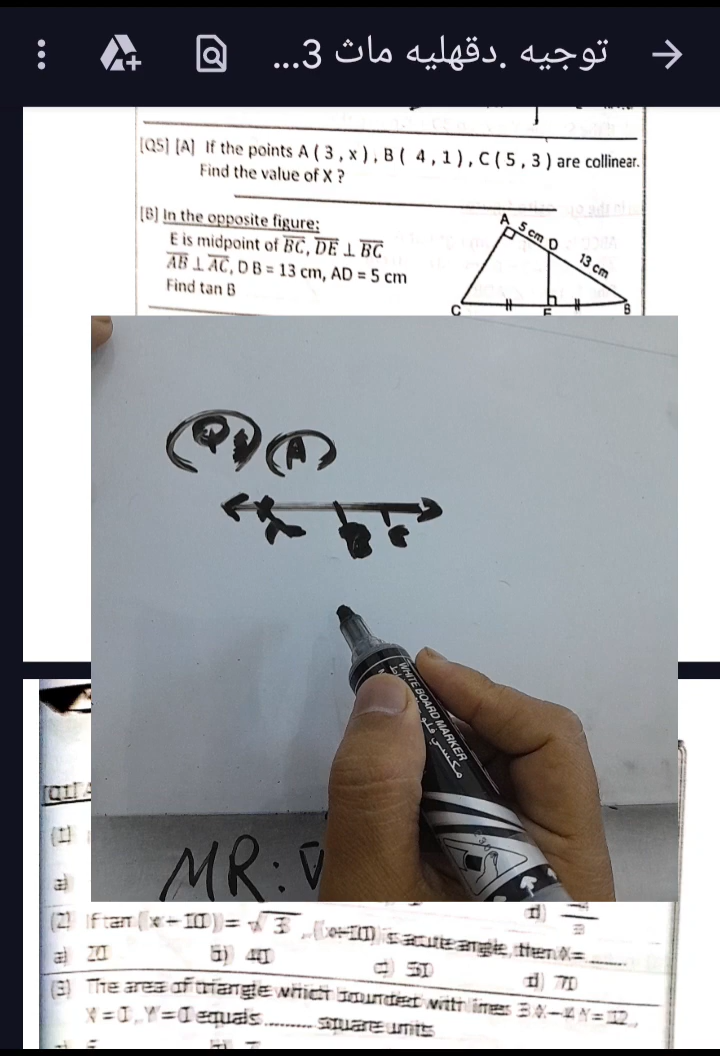 توجيه .دقهليه ماث 3...
[Q5] [A] If the points A ( 3 , x ) , B ( 4 , 1 ) , C ( 5 , 3 ) are collinear.
Find the value of X ?
[B] In the opposite figure:
E is midpoint of BC, DE ⊥ BC
AB ⊥ AC, D B = 13 cm, AD = 5 cm
Find tan B
A 5 cm D
13 cm
C E B
Q5 A
B C
WHITE BOARD MARKER
MR:
[Q1]
(1)
a) d)
(2) If tan (x + 10) = √3 , (x+10) is acute angle, then X = ........
a) 20 b) 40 c) 50 d) 70
(3) The area of triangle which bounded with lines 3 X – 4 Y = 12 ,
X = 0 , Y = 0 equals ......... square units